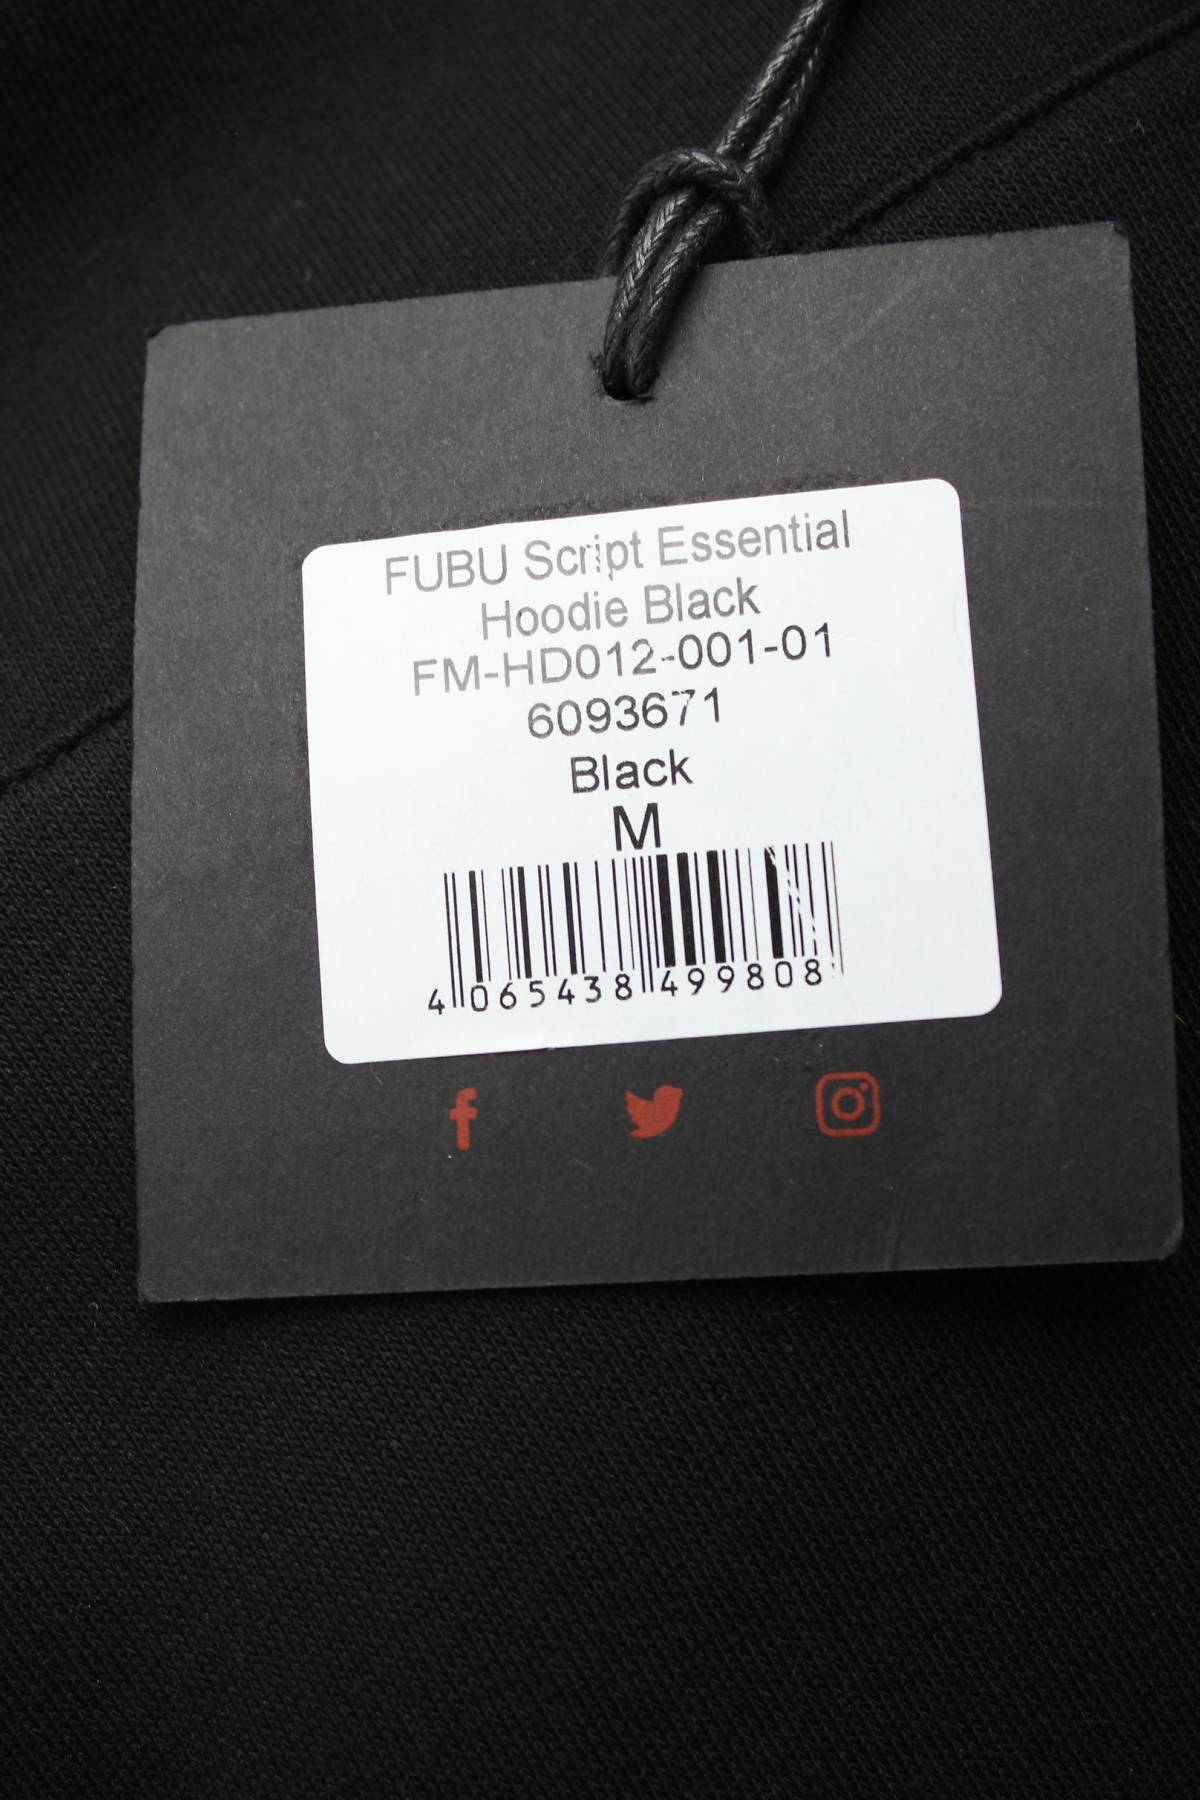 FUBU Script Essential
Hoodie Black
FM-HD012-001-01
6093671
Black
M
4 065438 499808